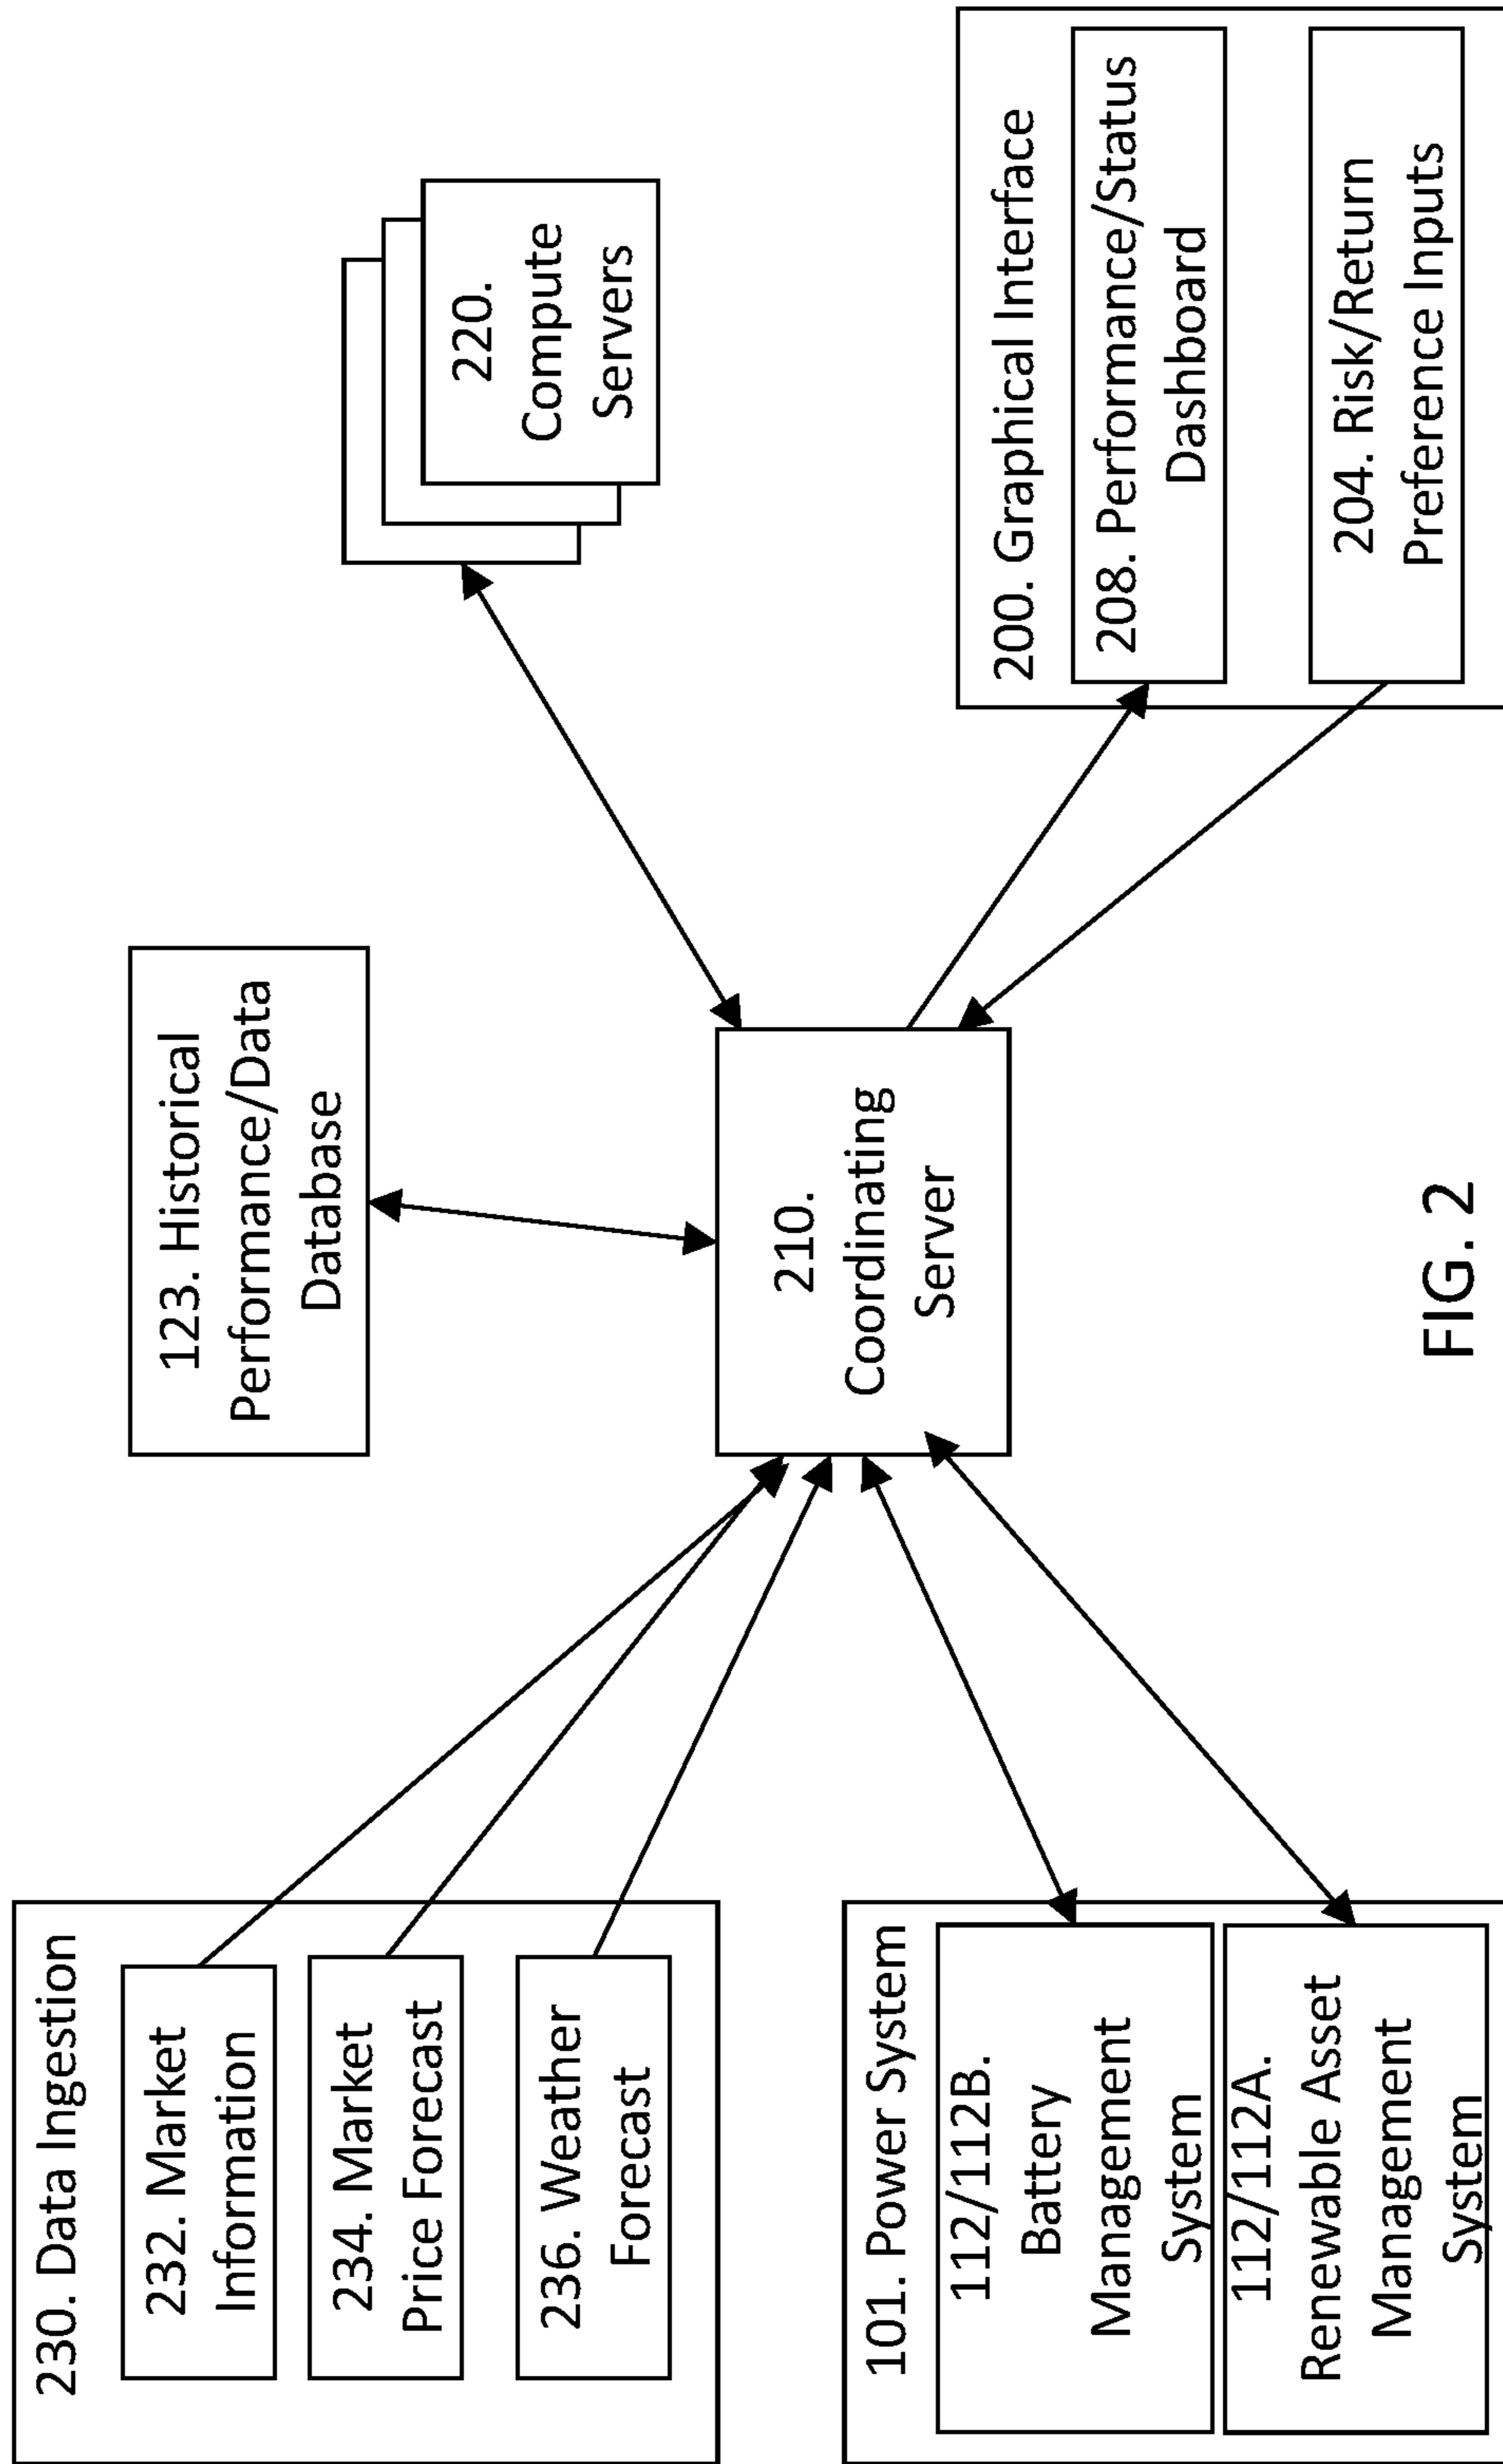 230. Data Ingestion
232. Market
Information
234. Market
Price Forecast
236. Weather
Forecast
101. Power System
112/112B.
Battery
Management
System
112/112A.
Renewable Asset
Management
System
123. Historical
Performance/Data
Database
210.
Coordinating
Server
220.
Compute
Servers
200. Graphical Interface
208. Performance/Status
Dashboard
204. Risk/Return
Preference Inputs
FIG. 2